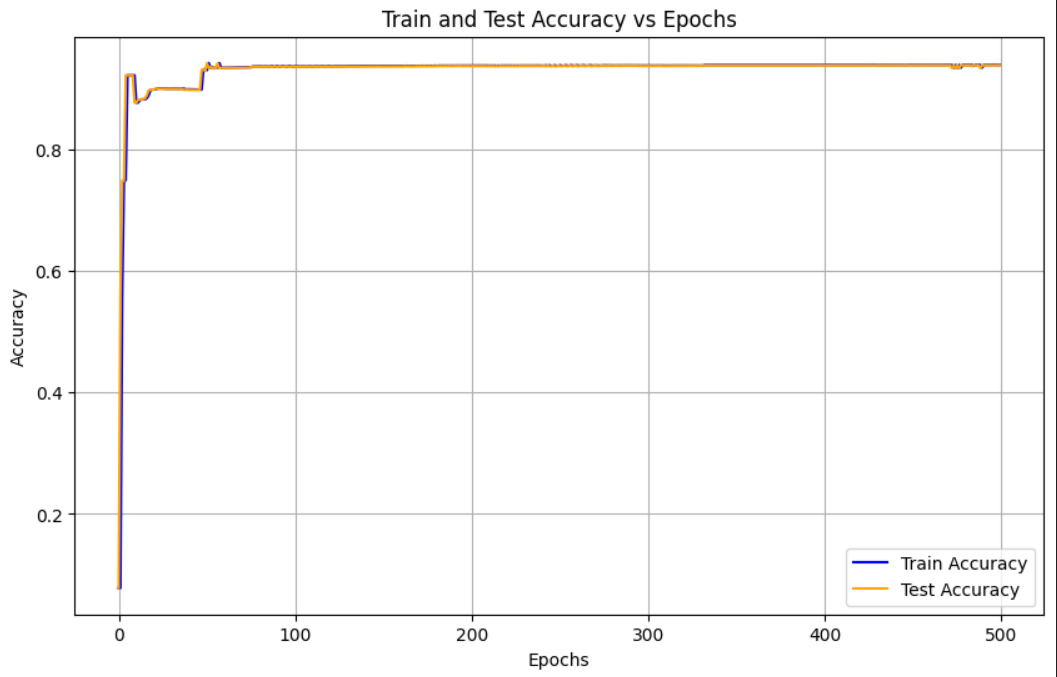 Train and Test Accuracy vs Epochs
Accuracy
0.8
0.6
0.4
0.2
0 100 200 300 400 500
Epochs
Train Accuracy
Test Accuracy